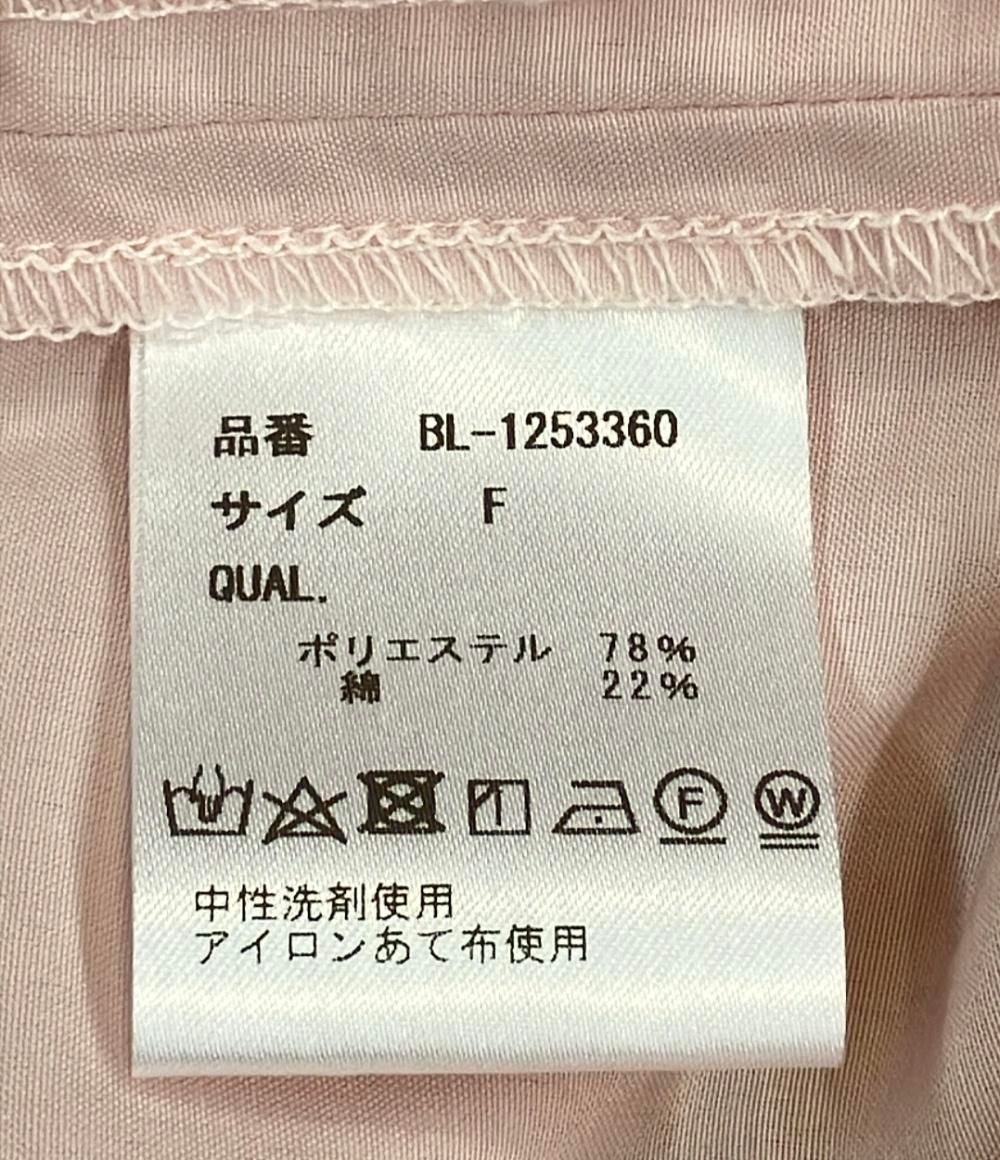 品番 BL-1253360
サイズ F
QUAL.
ポリエステル 78%
綿 22%
F W
中性洗剤使用
アイロンあて布使用